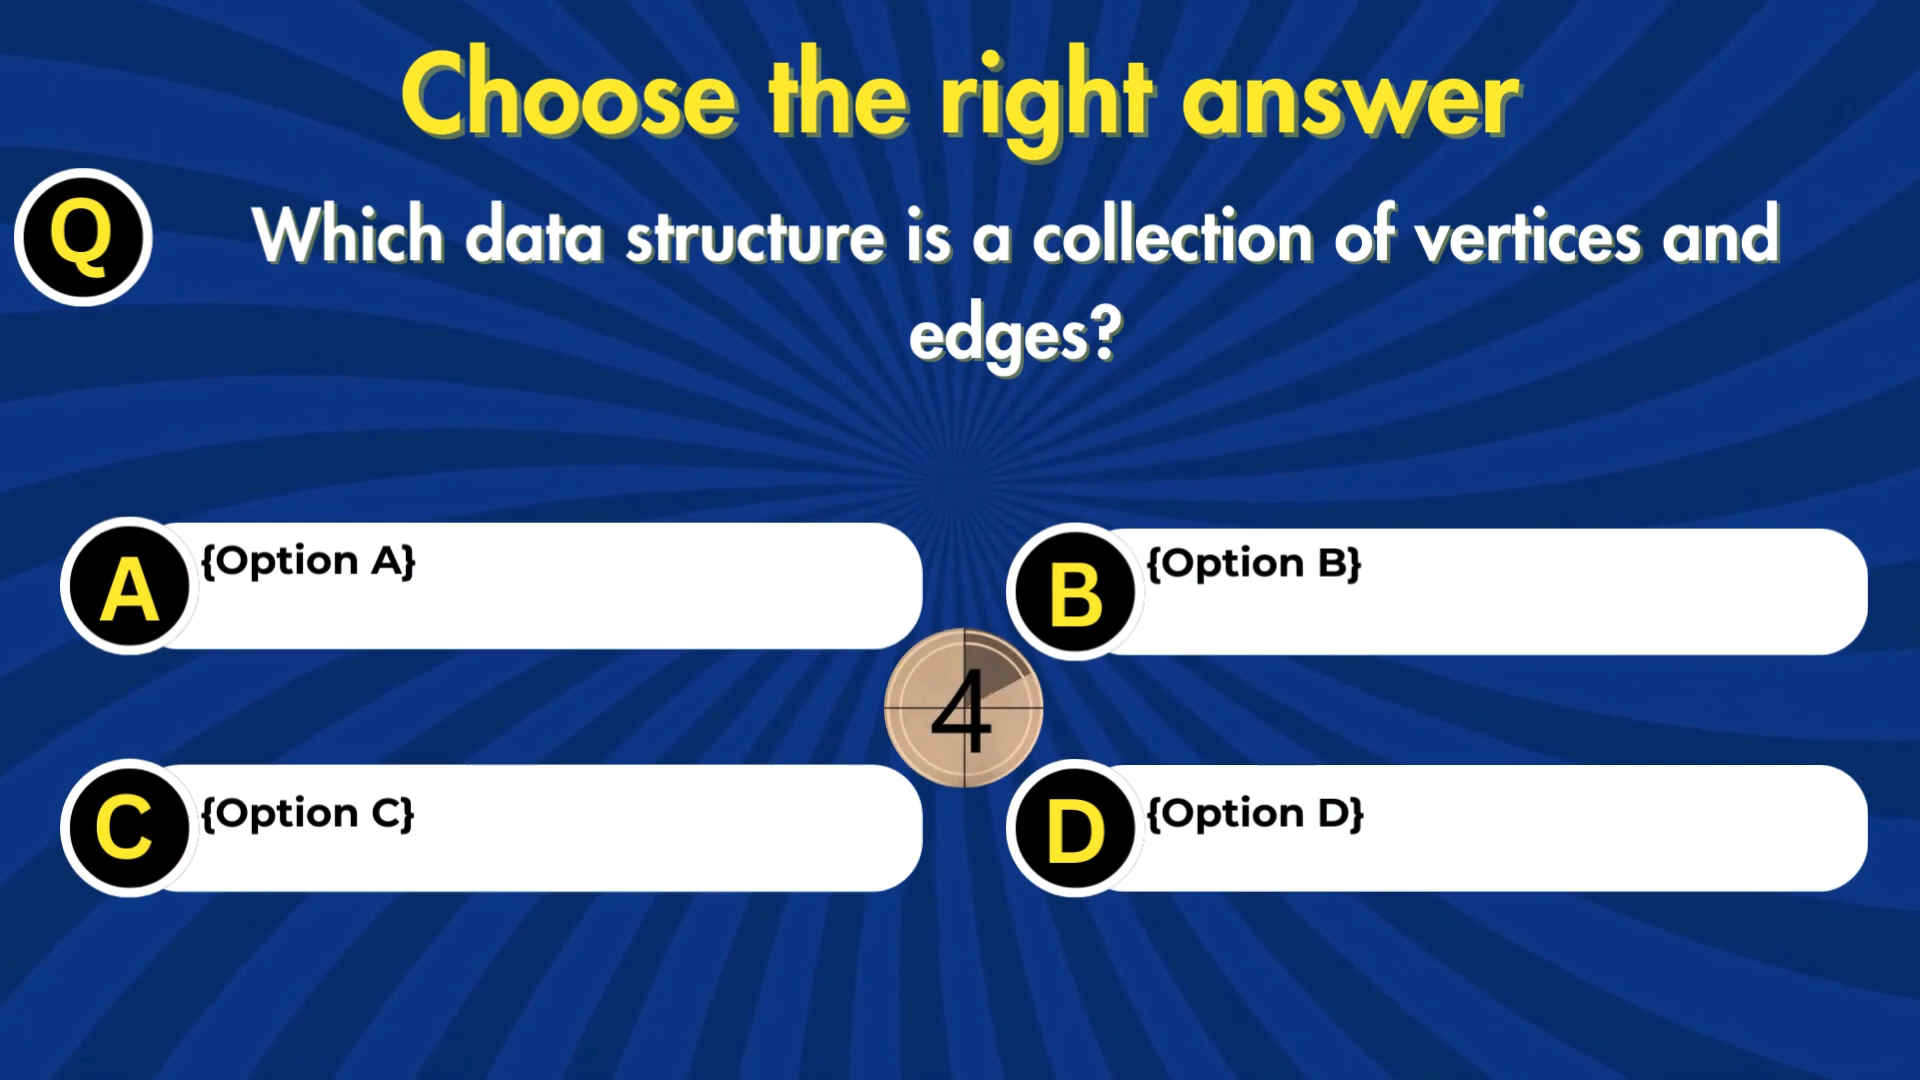 Choose the right answer
Q
Which data structure is a collection of vertices and
edges?
A
{Option A}
B
{Option B}
4
C
{Option C}
D
{Option D}